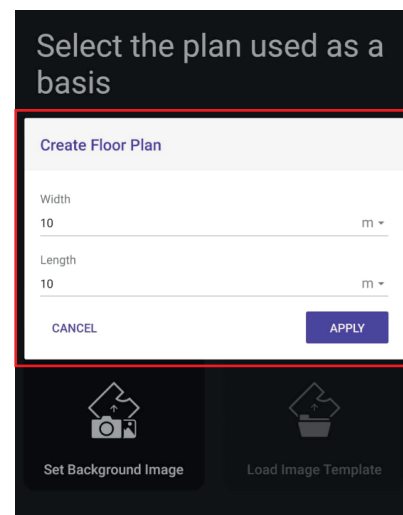 Select the plan used as a
basis
Create Floor Plan
Width
10 m
Length
10 m
CANCEL APPLY
Set Background Image Load Image Template